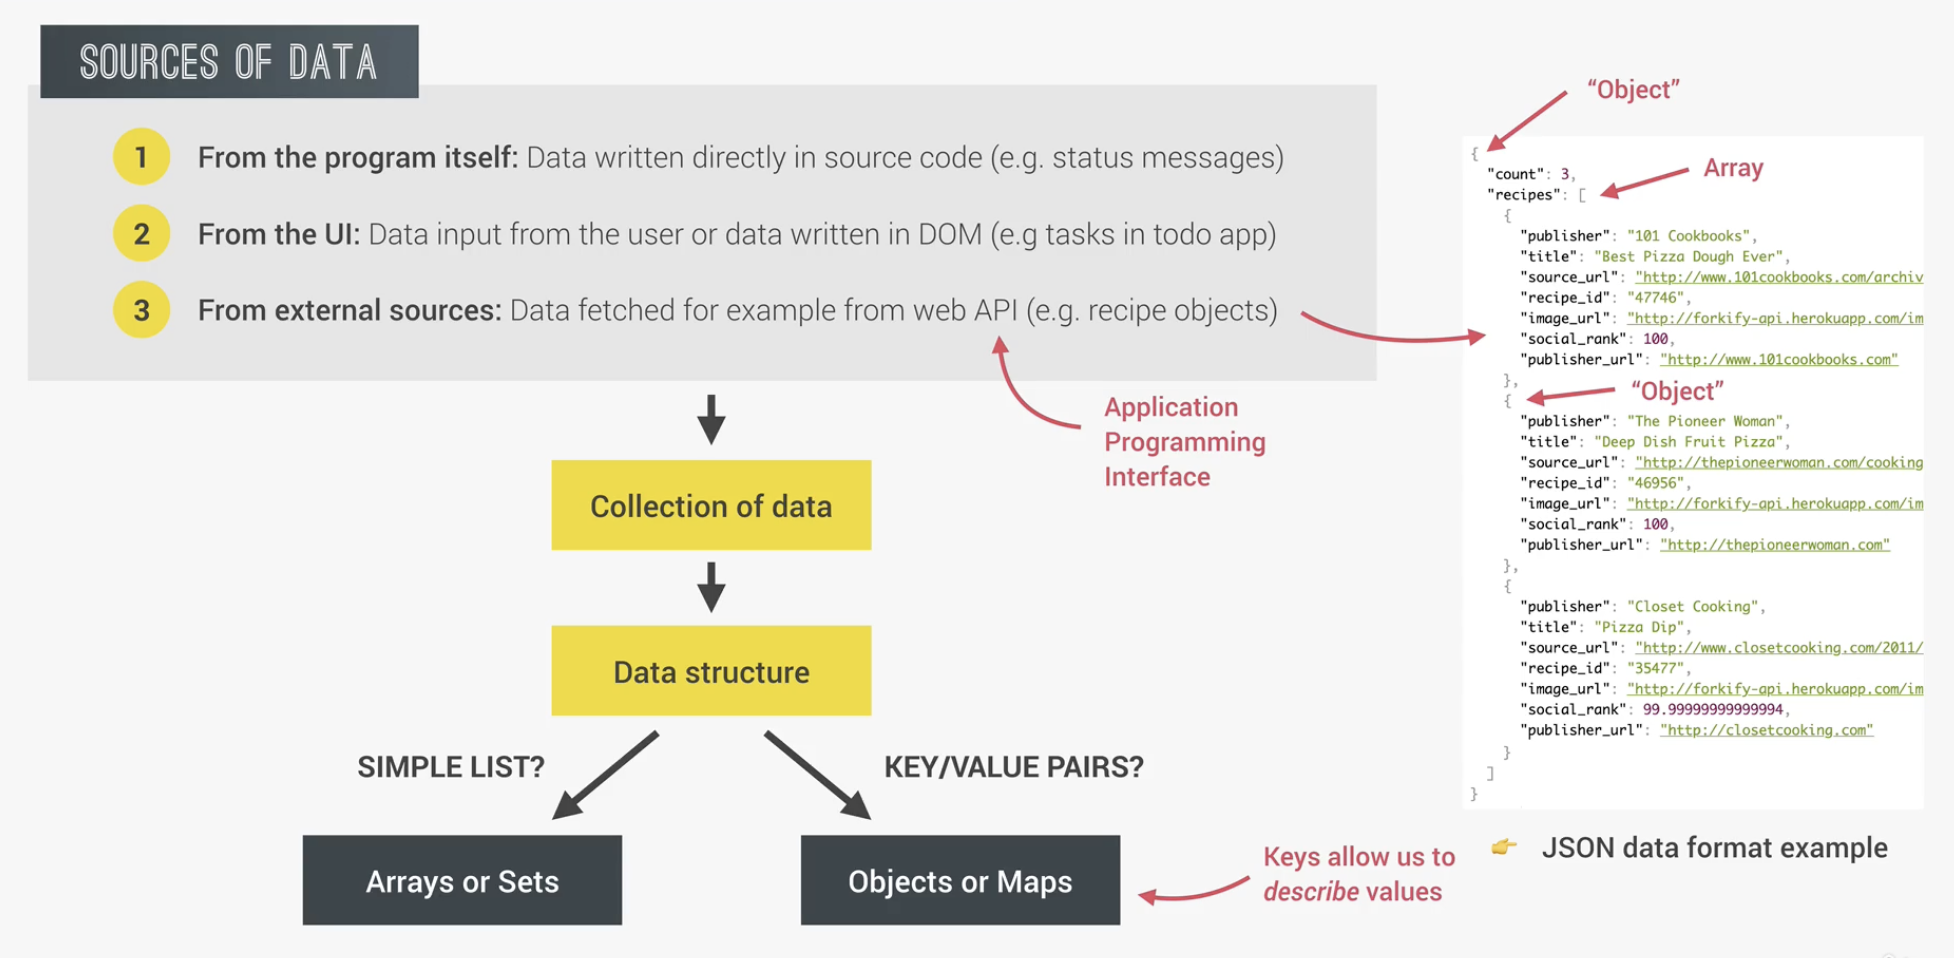 SOURCES OF DATA
1 From the program itself: Data written directly in source code (e.g. status messages)
2 From the UI: Data input from the user or data written in DOM (e.g tasks in todo app)
3 From external sources: Data fetched for example from web API (e.g. recipe objects)
Application
Programming
Interface
Collection of data
Data structure
SIMPLE LIST?
KEY/VALUE PAIRS?
Arrays or Sets
Objects or Maps
Keys allow us to
describe values
“Object”
Array
{
"count": 3,
"recipes": [
{
"publisher": "101 Cookbooks",
"title": "Best Pizza Dough Ever",
"source_url": "http://www.101cookbooks.com/archiv
"recipe_id": "47746",
"image_url": "http://forkify-api.herokuapp.com/im
"social_rank": 100,
"publisher_url": "http://www.101cookbooks.com"
},
“Object”
{
"publisher": "The Pioneer Woman",
"title": "Deep Dish Fruit Pizza",
"source_url": "http://thepioneerwoman.com/cooking
"recipe_id": "46956",
"image_url": "http://forkify-api.herokuapp.com/im
"social_rank": 100,
"publisher_url": "http://thepioneerwoman.com"
},
{
"publisher": "Closet Cooking",
"title": "Pizza Dip",
"source_url": "http://www.closetcooking.com/2011/
"recipe_id": "35477",
"image_url": "http://forkify-api.herokuapp.com/im
"social_rank": 99.99999999999994,
"publisher_url": "http://closetcooking.com"
}
]
}
👉 JSON data format example